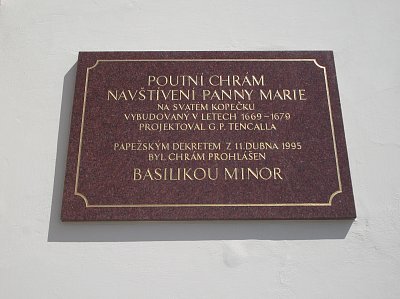 POUTNÍ CHRÁM
NAVŠTÍVENÍ PANNY MARIE
NA SVATÉM KOPEČKU
VYBUDOVANÝ V LETECH 1669-1679
PROJEKTOVAL G.P. TENCALLA
PAPEŽSKÝM DEKRETEM Z 11.DUBNA 1995
BYL CHRÁM PROHLÁŠEN
BASILIKOU MINOR